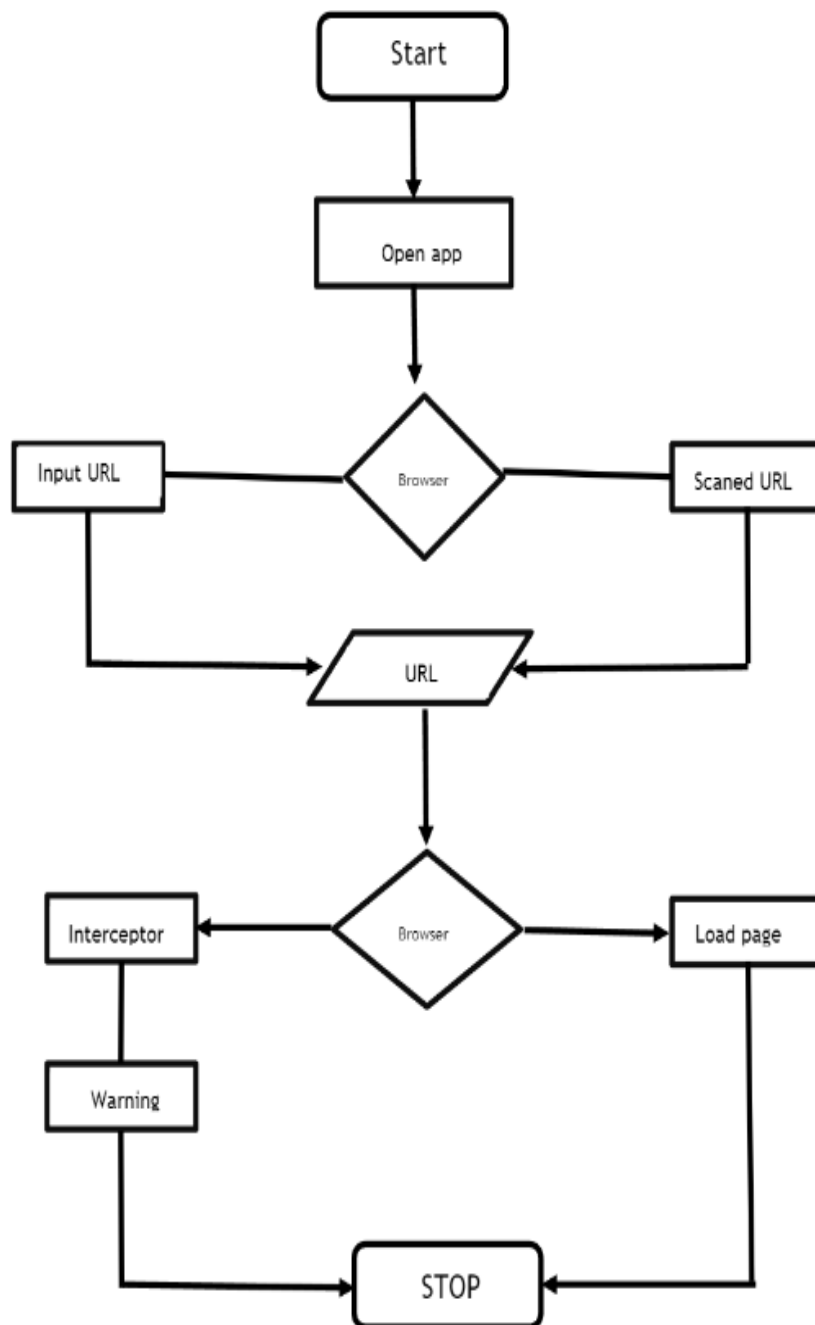 Start
Open app
Input URL
Browser
Scaned URL
URL
Interceptor
Browser
Load page
Warning
STOP